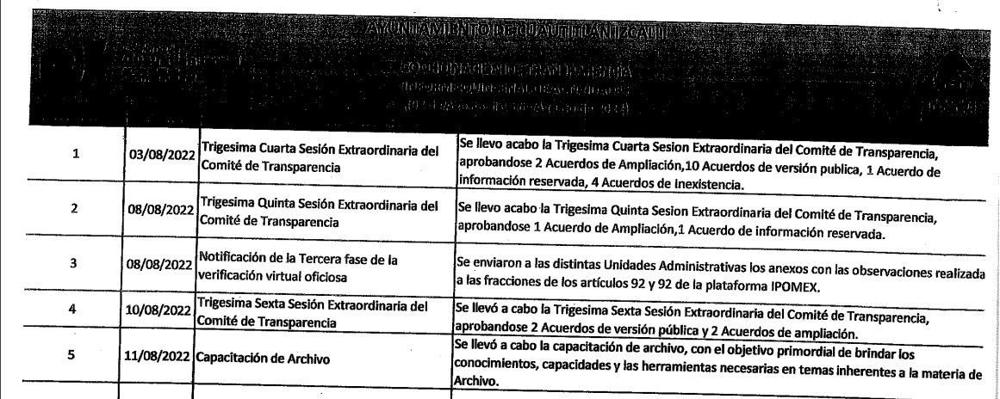 AYUNTAMIENTO DE CUAUTITLÁN IZCALLI
COORDINACIÓN DE TRANSPARENCIA
1
03/08/2022
Trigesima Cuarta Sesión Extraordinaria del
Comité de Transparencia
Se llevo acabo la Trigesima Cuarta Sesion Extraordinaria del Comité de Transparencia,
aprobandose 2 Acuerdos de Ampliación,10 Acuerdos de versión publica, 1 Acuerdo de
información reservada, 4 Acuerdos de Inexistencia.
2
08/08/2022
Trigesima Quinta Sesión Extraordinaria del
Comité de Transparencia
Se llevo acabo la Trigesima Quinta Sesion Extraordinaria del Comité de Transparencia,
aprobandose 1 Acuerdo de Ampliación,1 Acuerdo de información reservada.
3
08/08/2022
Notificación de la Tercera fase de la
verificación virtual oficiosa
Se enviaron a las distintas Unidades Administrativas los anexos con las observaciones realizada
a las fracciones de los artículos 92 y 92 de la plataforma IPOMEX.
4
10/08/2022
Trigesima Sexta Sesión Extraordinaria del
Comité de Transparencia
Se llevó a cabo la Trigesima Sexta Sesión Extraordinaria del Comité de Transparencia,
aprobandose 2 Acuerdos de versión pública y 2 Acuerdos de ampliación.
5
11/08/2022
Capacitación de Archivo
Se llevó a cabo la capacitación de archivo, con el objetivo primordial de brindar los
conocimientos, capacidades y las herramientas necesarias en temas inherentes a la materia de
Archivo.